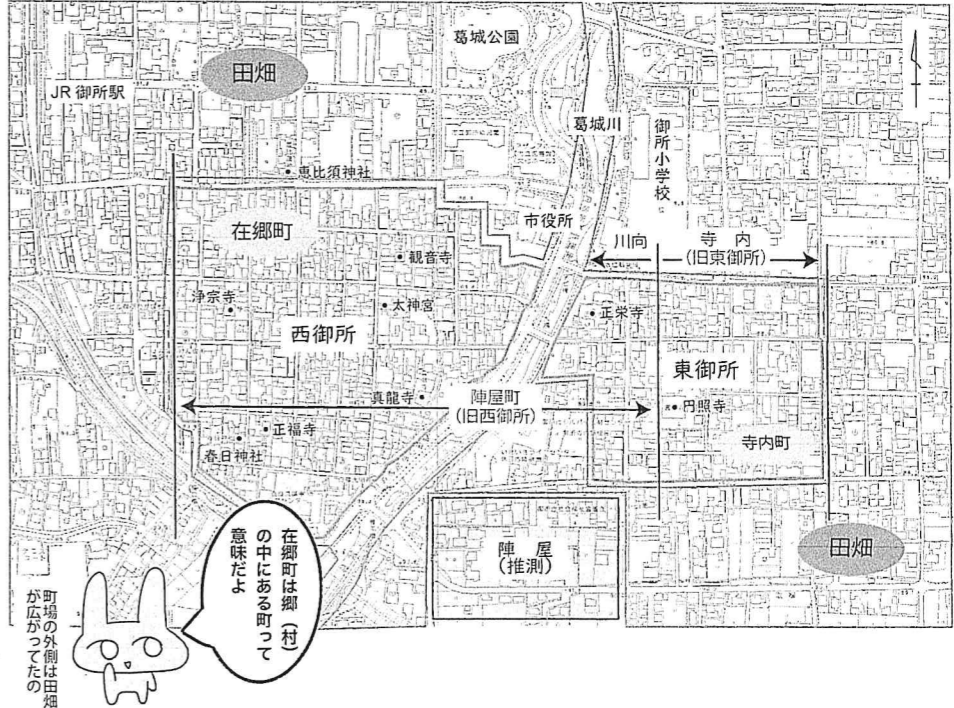 葛城公園
田畑
JR御所駅
葛城川
御所小学校
恵比須神社
市役所
在郷町
川向
寺内
(旧東御所)
観音寺
浄宗寺
太神宮
正栄寺
西御所
東御所
真龍寺
陣屋町
(旧西御所)
円照寺
正福寺
寺内町
春日神社
陣屋
(推測)
田畑
在郷町は郷(村)
の中にある町って
意味だよ
町場の外側は田畑
が広がってたの